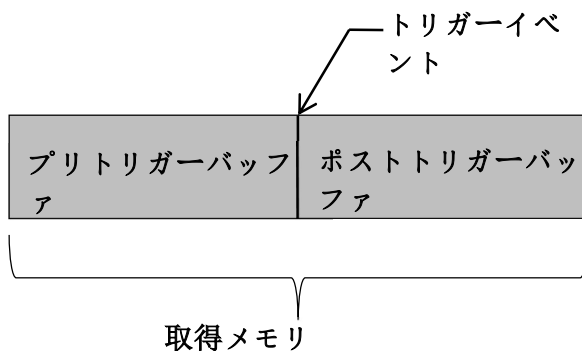 トリガーイベ
ント
プリトリガーバッフ
ァ
ポストトリガーバッ
ファ
取得メモリ